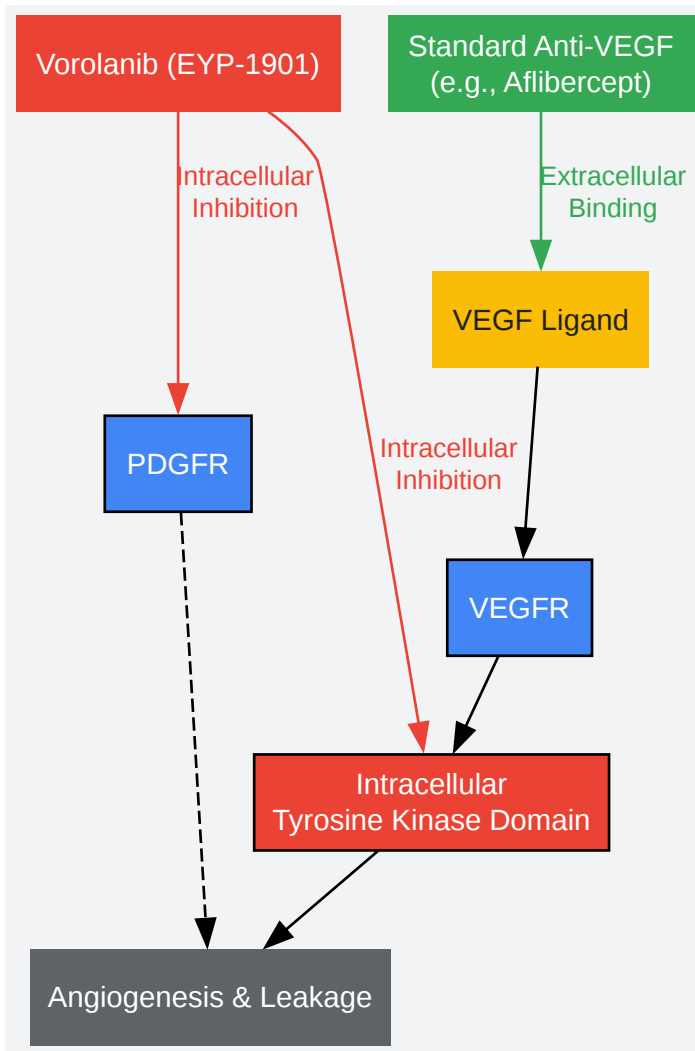 Vorolanib (EYP-1901)
Standard Anti-VEGF
(e.g., Aflibercept)
Intracellular
Inhibition
Extracellular
Binding
VEGF Ligand
PDGFR
Intracellular
Inhibition
VEGFR
Intracellular
Tyrosine Kinase Domain
Angiogenesis & Leakage